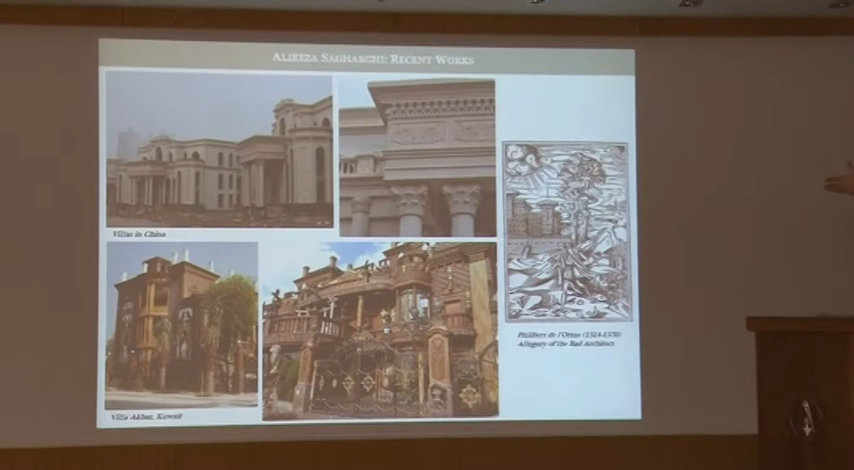 ALIREZA SAGHARCHI: RECENT WORKS
Villas in China
Villa Akbar, Kuwait
Philibert de l'Orme (1514-1570)
Allegory of the Bad Architect